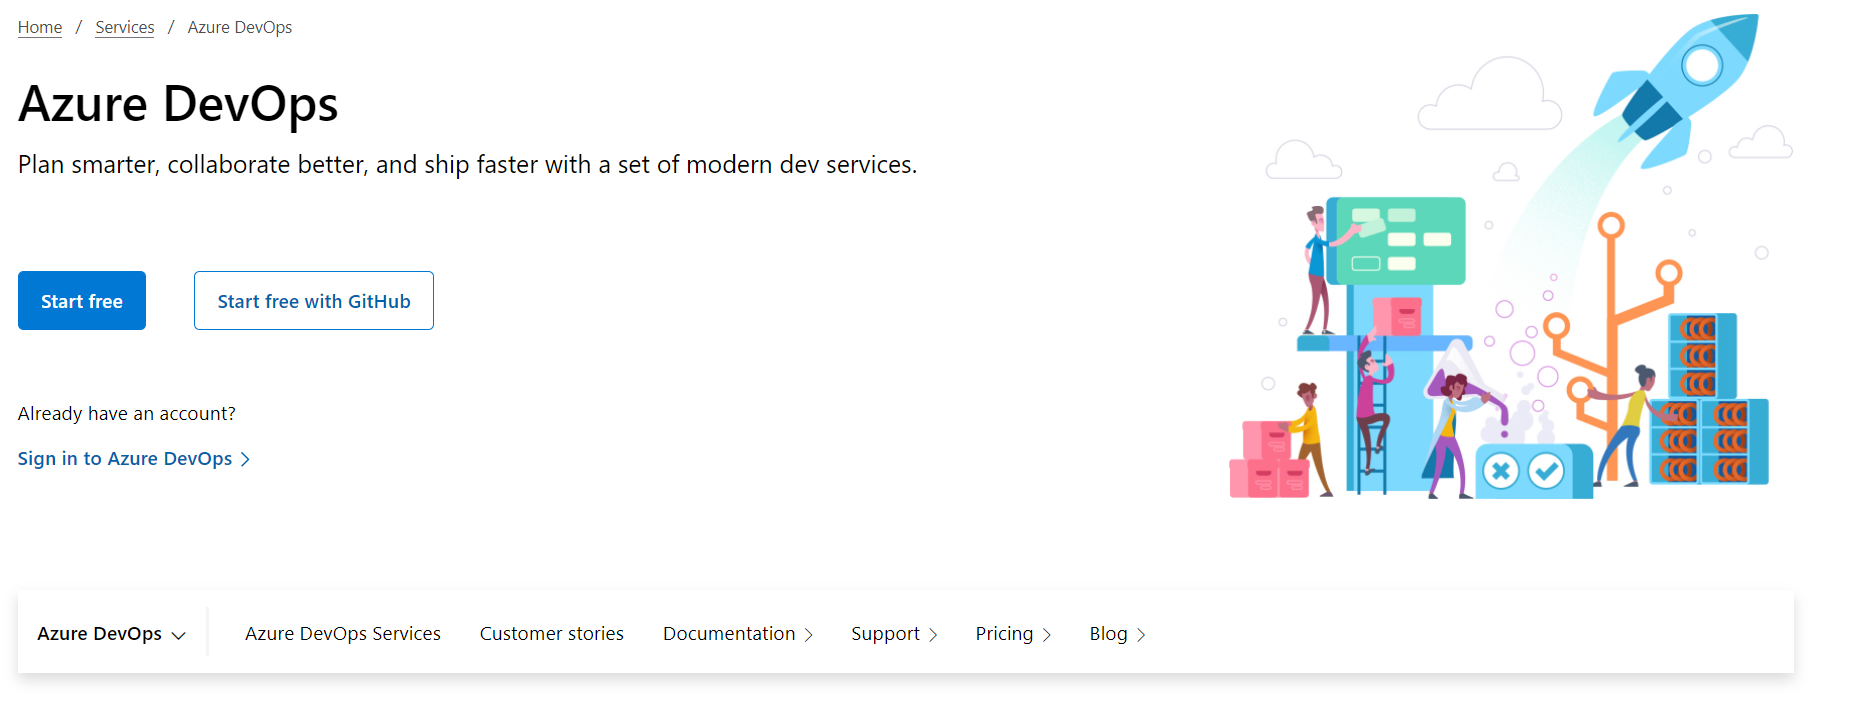 Home / Services / Azure DevOps
Azure DevOps
Plan smarter, collaborate better, and ship faster with a set of modern dev services.
Start free
Start free with GitHub
Already have an account?
Sign in to Azure DevOps
Azure DevOps
Azure DevOps Services
Customer stories
Documentation
Support
Pricing
Blog